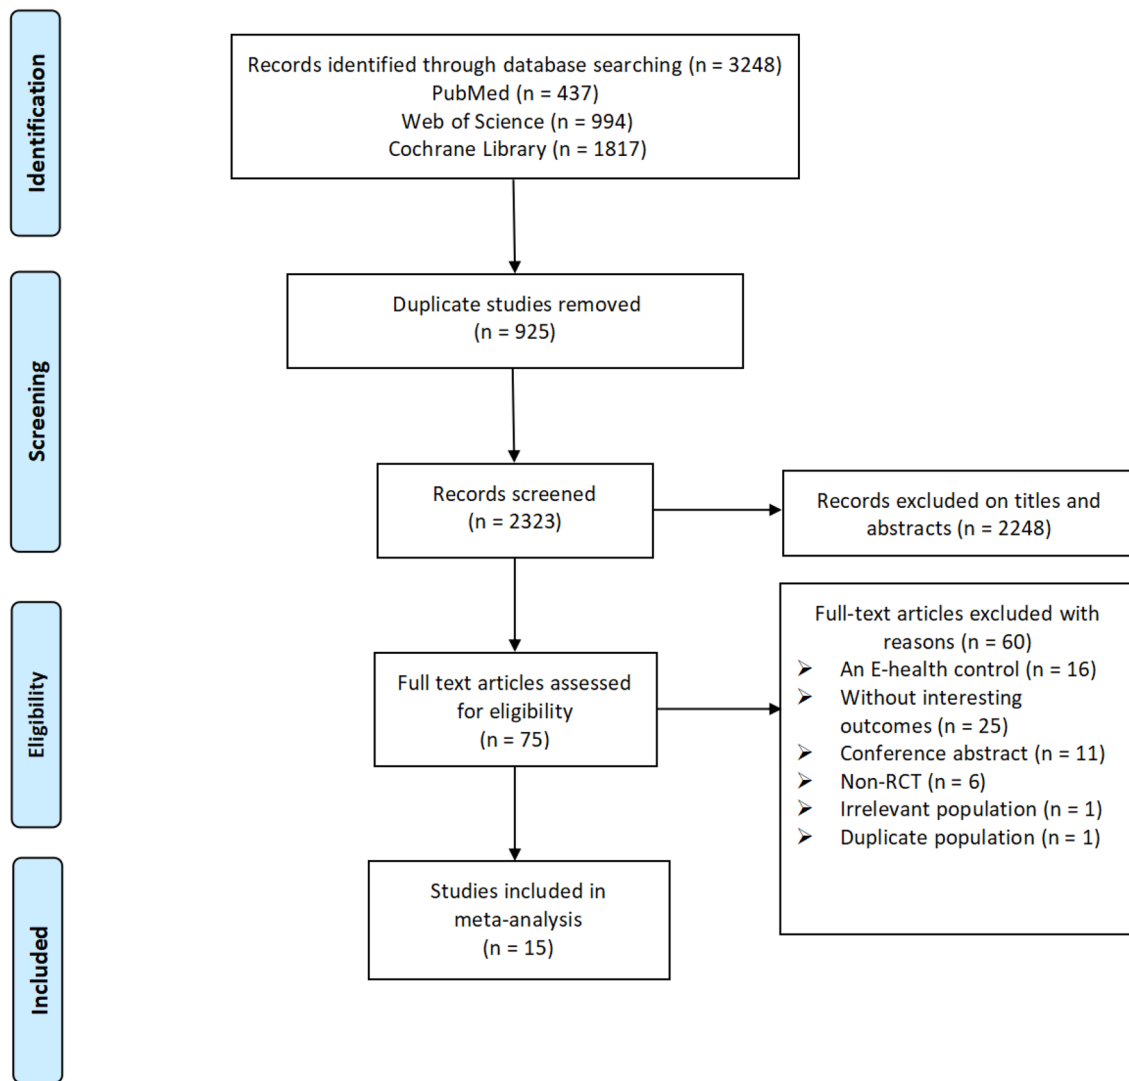 Identification
Records identified through database searching (n = 3248)
PubMed (n = 437)
Web of Science (n = 994)
Cochrane Library (n = 1817)
Screening
Duplicate studies removed
(n = 925)
Records screened
(n = 2323)
Records excluded on titles and
abstracts (n = 2248)
Eligibility
Full text articles assessed
for eligibility
(n = 75)
Full-text articles excluded with
reasons (n = 60)
➢ An E-health control (n = 16)
➢ Without interesting
outcomes (n = 25)
➢ Conference abstract (n = 11)
➢ Non-RCT (n = 6)
➢ Irrelevant population (n = 1)
➢ Duplicate population (n = 1)
Included
Studies included in
meta-analysis
(n = 15)